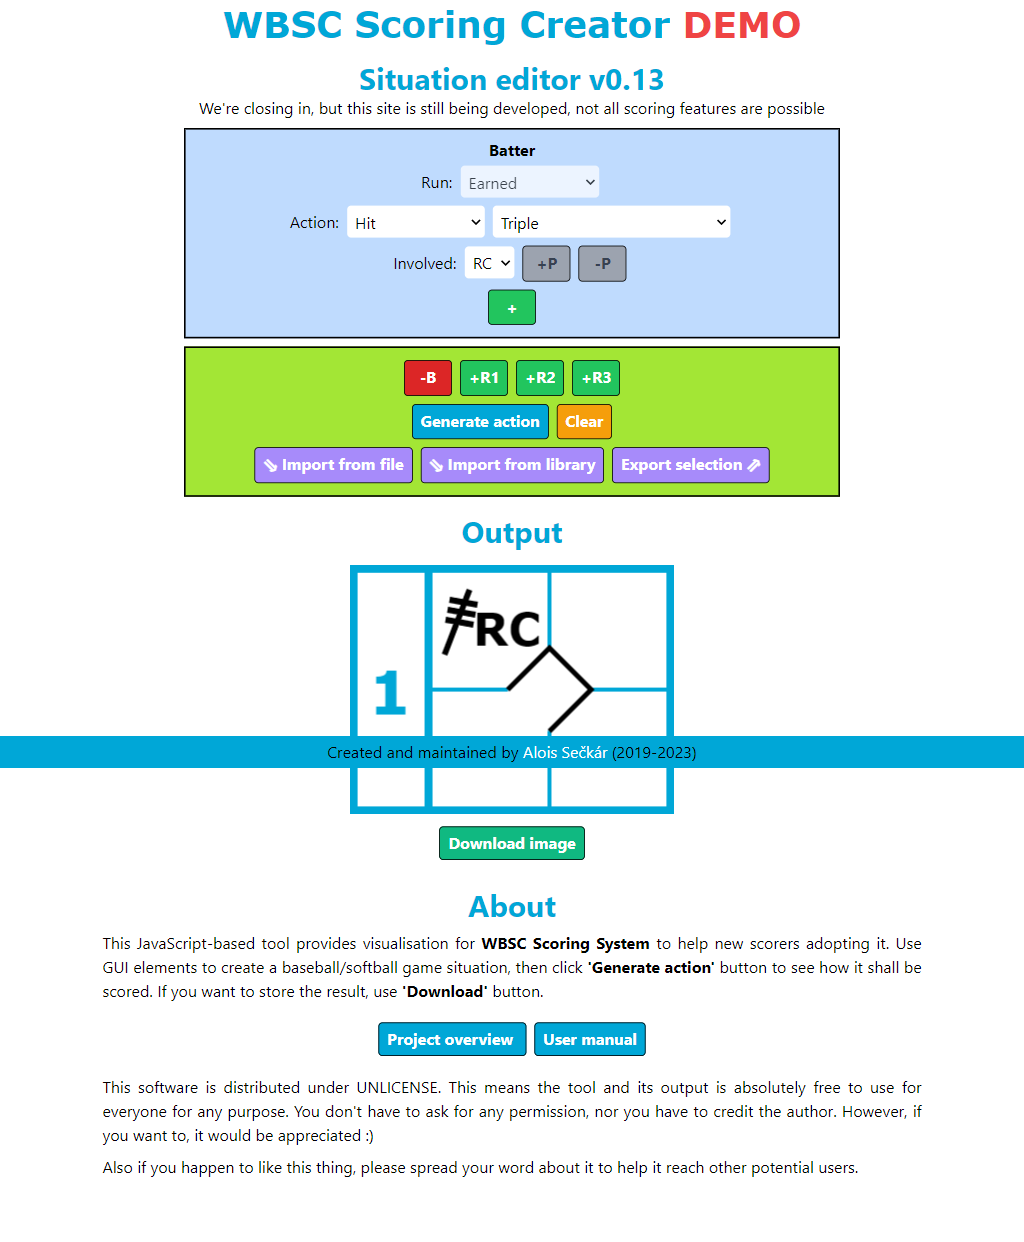 WBSC Scoring Creator DEMO
Situation editor v0.13
We're closing in, but this site is still being developed, not all scoring features are possible
Batter
Run: Earned
Action: Hit Triple
Involved: RC +P -P
+
-B +R1 +R2 +R3
Generate action Clear
⇘ Import from file ⇘ Import from library Export selection ⇗
Output
RC
1
Created and maintained by Alois Sečkár (2019-2023)
Download image
About
This JavaScript-based tool provides visualisation for WBSC Scoring System to help new scorers adopting it. Use
GUI elements to create a baseball/softball game situation, then click 'Generate action' button to see how it shall be
scored. If you want to store the result, use 'Download' button.
Project overview User manual
This software is distributed under UNLICENSE. This means the tool and its output is absolutely free to use for
everyone for any purpose. You don't have to ask for any permission, nor you have to credit the author. However, if
you want to, it would be appreciated :)
Also if you happen to like this thing, please spread your word about it to help it reach other potential users.